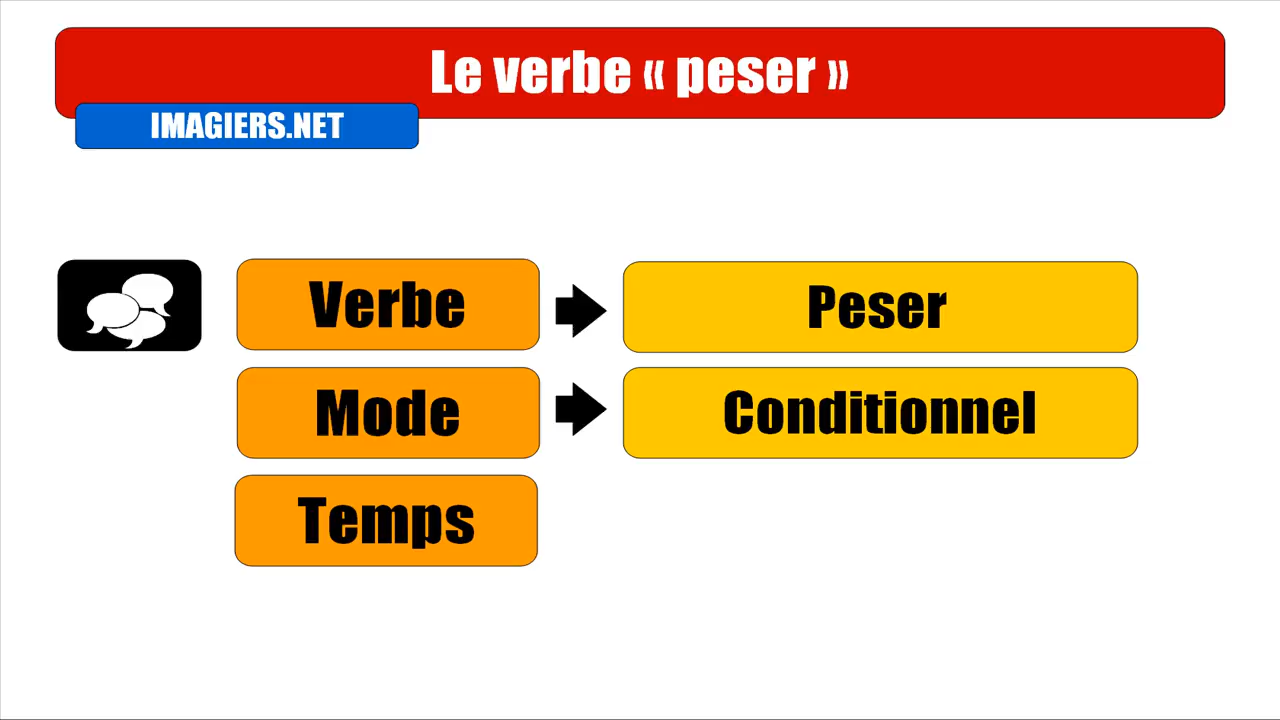 Le verbe « peser »
IMAGIERS.NET
Verbe
Peser
Mode
Conditionnel
Temps